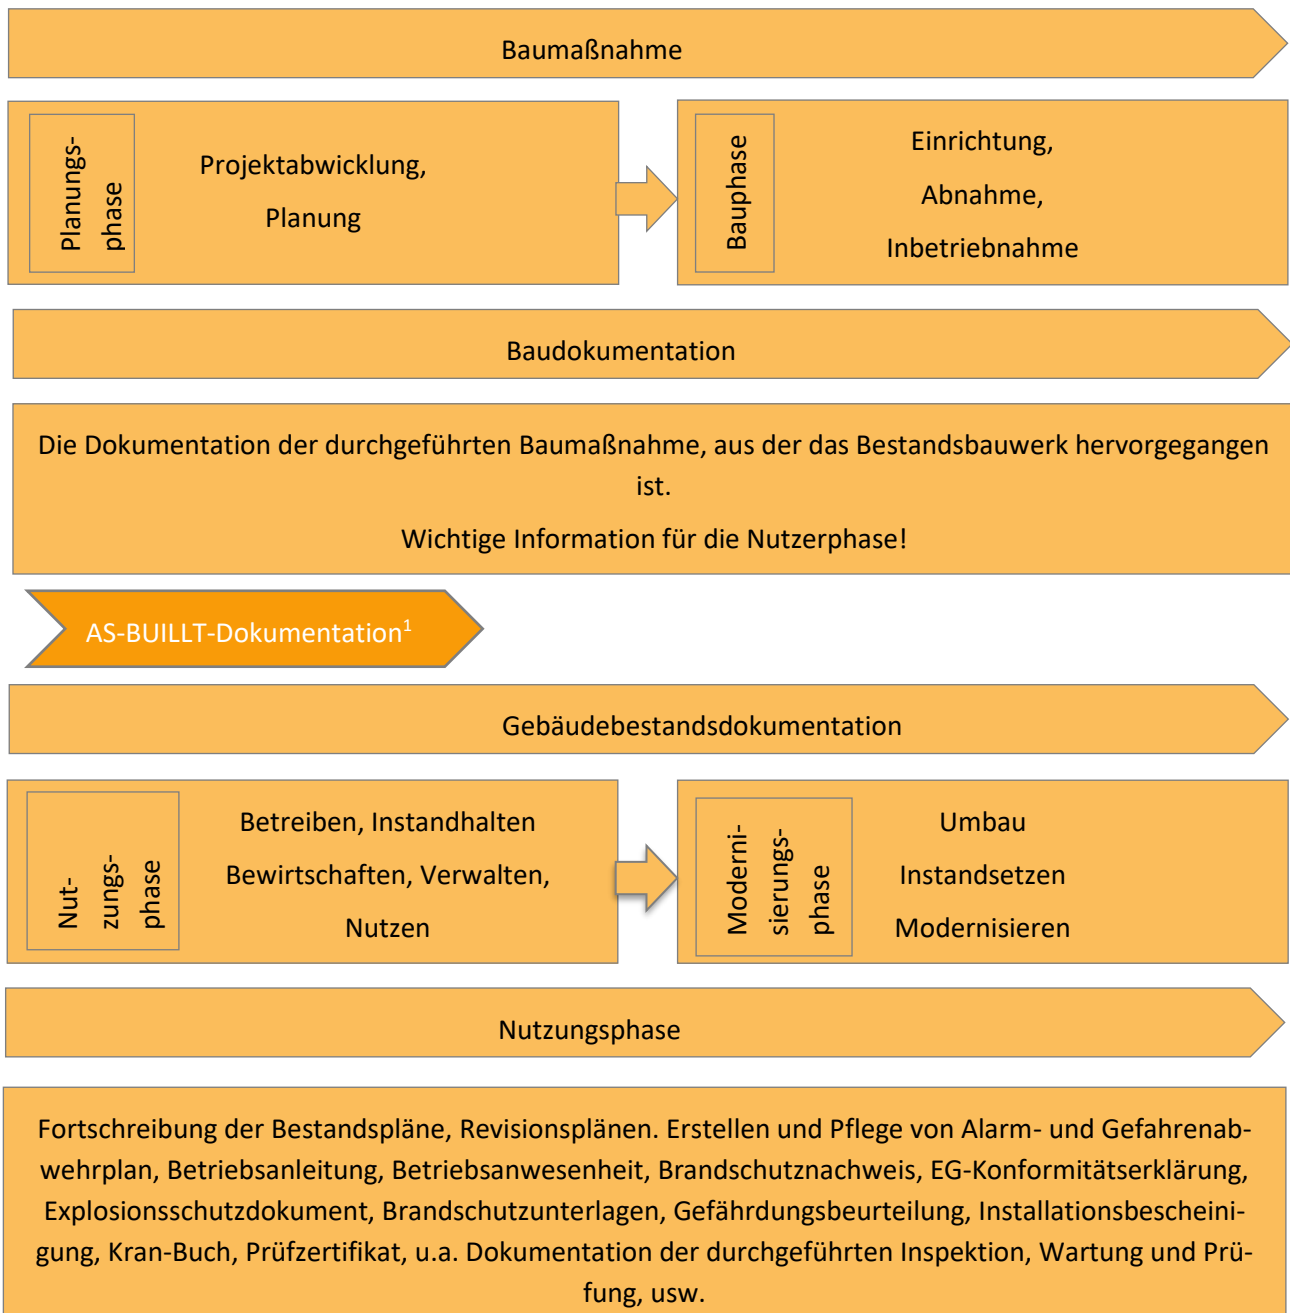 Baumaßnahme
Planungs-
phase
Projektabwicklung,
Planung
Bauphase
Einrichtung,
Abnahme,
Inbetriebnahme
Baudokumentation
Die Dokumentation der durchgeführten Baumaßnahme, aus der das Bestandsbauwerk hervorgegangen
ist.
Wichtige Information für die Nutzerphase!
AS-BUILLT-Dokumentation¹
Gebäudebestandsdokumentation
Nut-
zungs-
phase
Betreiben, Instandhalten
Bewirtschaften, Verwalten,
Nutzen
Moderni-
sierungs-
phase
Umbau
Instandsetzen
Modernisieren
Nutzungsphase
Fortschreibung der Bestandspläne, Revisionsplänen. Erstellen und Pflege von Alarm- und Gefahrenab-
wehrplan, Betriebsanleitung, Betriebsanwesenheit, Brandschutznachweis, EG-Konformitätserklärung,
Explosionsschutzdokument, Brandschutzunterlagen, Gefährdungsbeurteilung, Installationsbescheini-
gung, Kran-Buch, Prüfzertifikat, u.a. Dokumentation der durchgeführten Inspektion, Wartung und Prü-
fung, usw.